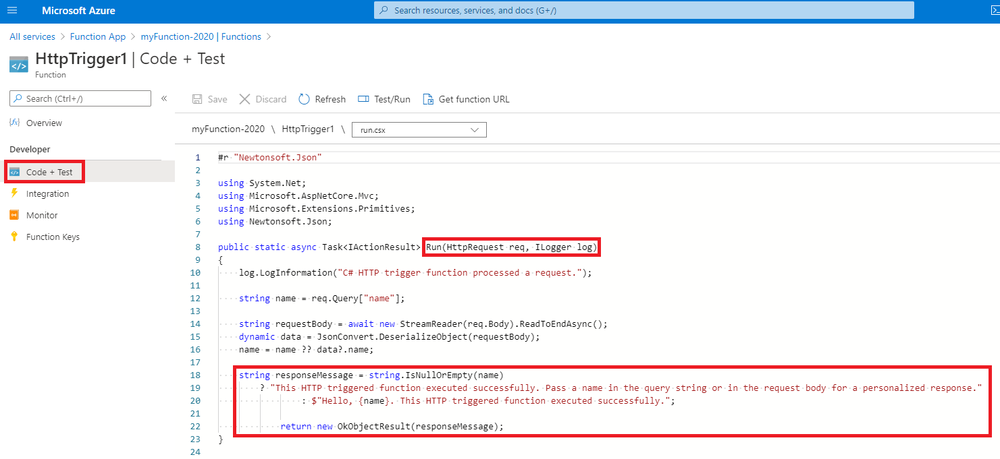 Microsoft Azure
Search resources, services, and docs (G+/)
All services > Function App > myFunction-2020 | Functions >
HttpTrigger1 | Code + Test
Function
Search (Ctrl+/)
«
Save
Discard
Refresh
Test/Run
Get function URL
Overview
Developer
Code + Test
Integration
Monitor
Function Keys
myFunction-2020 \ HttpTrigger1 \ run.csx
1 #r "Newtonsoft.Json"
2
3 using System.Net;
4 using Microsoft.AspNetCore.Mvc;
5 using Microsoft.Extensions.Primitives;
6 using Newtonsoft.Json;
7
8 public static async Task<IActionResult> Run(HttpRequest req, ILogger log)
9 {
10 log.LogInformation("C# HTTP trigger function processed a request.");
11
12 string name = req.Query["name"];
13
14 string requestBody = await new StreamReader(req.Body).ReadToEndAsync();
15 dynamic data = JsonConvert.DeserializeObject(requestBody);
16 name = name ?? data?.name;
17
18 string responseMessage = string.IsNullOrEmpty(name)
19 ? "This HTTP triggered function executed successfully. Pass a name in the query string or in the request body for a personalized response."
20 : $"Hello, {name}. This HTTP triggered function executed successfully.";
21
22 return new OkObjectResult(responseMessage);
23 }
24